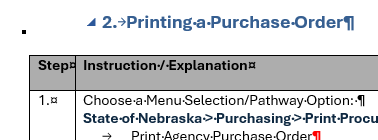 2. Printing a Purchase Order
Step Instruction / Explanation
1. Choose a Menu Selection/Pathway Option:
State of Nebraska > Purchasing > Print Procu
Print Agency Purchase Order